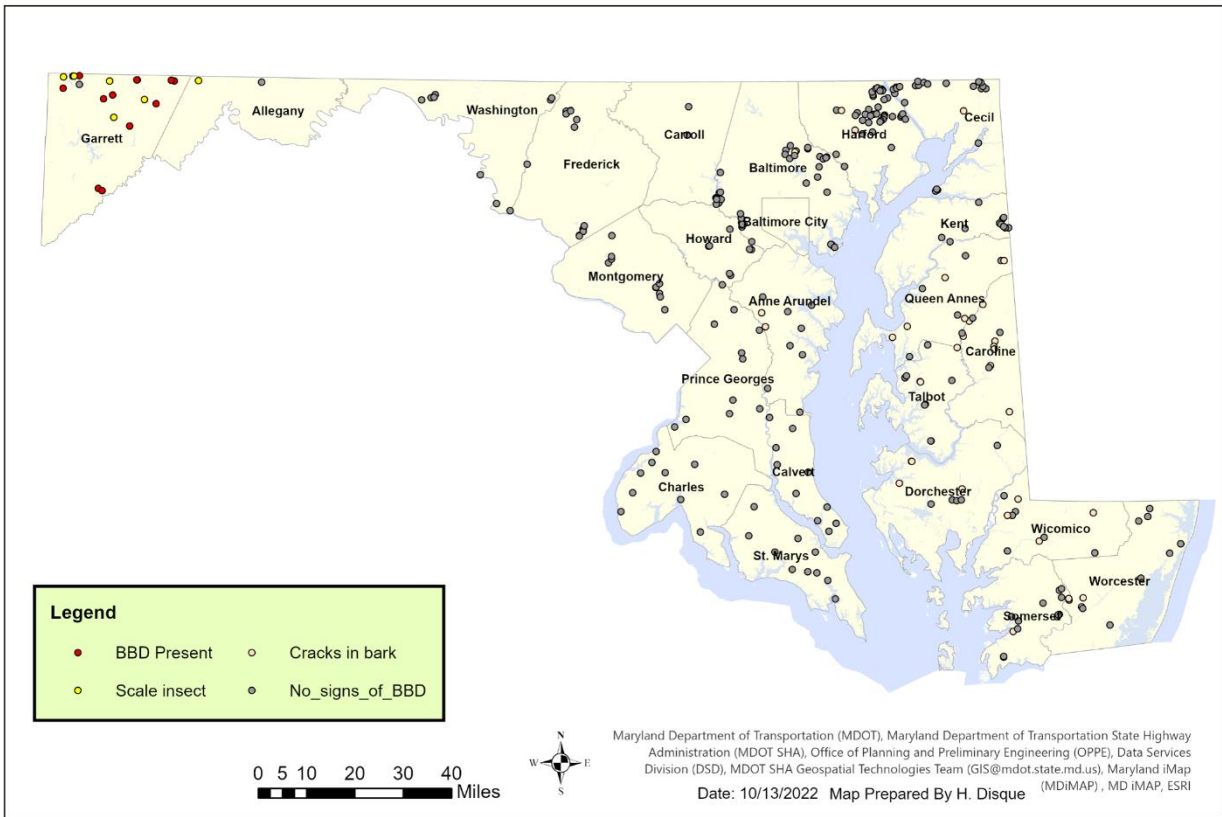 Garrett
Allegany
Washington
Frederick
Carroll
Baltimore
Harford
Cecil
Baltimore City
Howard
Kent
Montgomery
Anne Arundel
Queen Annes
Prince Georges
Caroline
Talbot
Calvert
Charles
Dorchester
St. Marys
Wicomico
Worcester
Somerset
Legend
BBD Present
Cracks in bark
Scale insect
No_signs_of_BBD
0 5 10 20 30 40
Miles
N
W E
S
Maryland Department of Transportation (MDOT), Maryland Department of Transportation State Highway
Administration (MDOT SHA), Office of Planning and Preliminary Engineering (OPPE), Data Services
Division (DSD), MDOT SHA Geospatial Technologies Team (GIS@mdot.state.md.us), Maryland iMap
(MDiMAP) , MD iMAP, ESRI
Date: 10/13/2022 Map Prepared By H. Disque